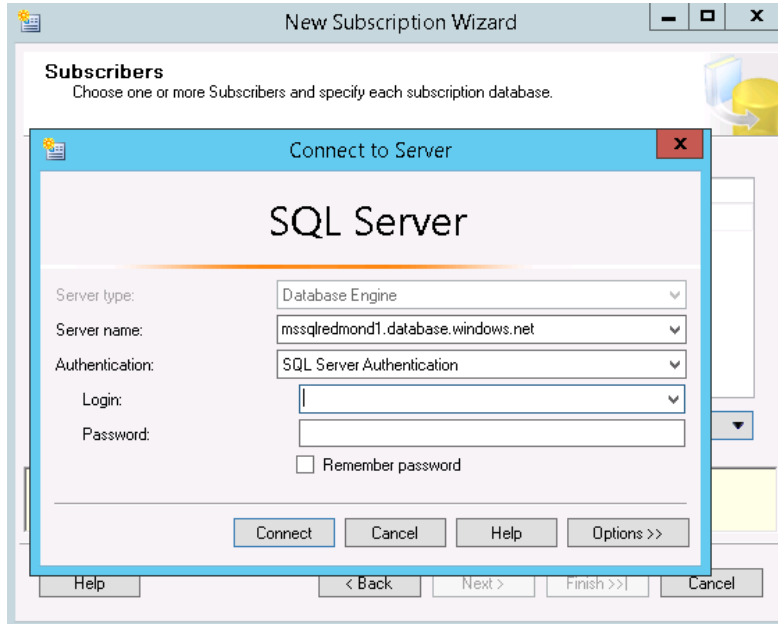 New Subscription Wizard
Subscribers
Choose one or more Subscribers and specify each subscription database.
Connect to Server
SQL Server
Server type: Database Engine
Server name: mssqlredmond1.database.windows.net
Authentication: SQL Server Authentication
Login:
Password:
Remember password
Connect Cancel Help Options >>
Help < Back Next > Finish >>| Cancel